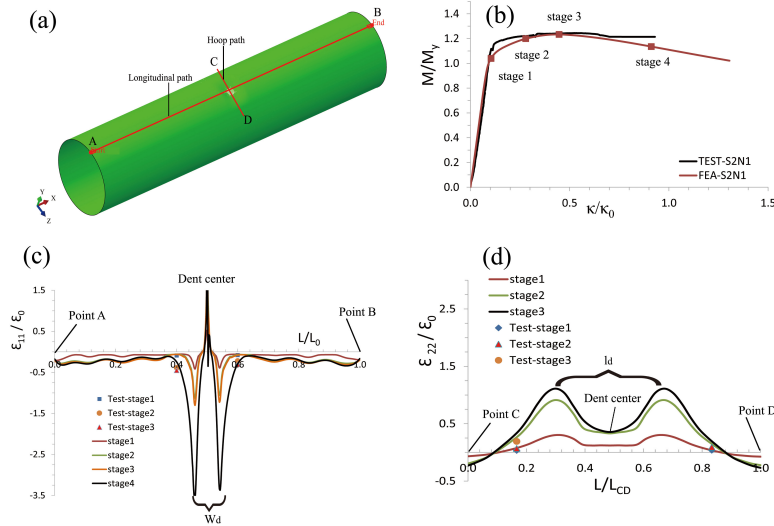 (a)
B
End
Hoop path
C
Longitudinal path
D
A
Y
X
Z
(b)
M/My
1.4
1.2
1.0
0.8
0.6
0.4
0.2
0.0
0.0
0.5
1.0
1.5
κ/κ0
stage 3
stage 2
stage 1
stage 4
TEST-S2N1
FEA-S2N1
(c)
Dent center
ε11/ε0
1.5
0.5
-0.5
-1.5
-2.5
-3.5
Point A
Point B
L/L0
0.0
0.2
0.4
0.6
0.8
1.0
Test-stage1
Test-stage2
Test-stage3
stage1
stage2
stage3
stage4
Wd
(d)
stage1
stage2
stage3
Test-stage1
Test-stage2
Test-stage3
ε22/ε0
2.5
1.5
0.5
-0.5
ld
Dent center
Point C
Point D
0.0
0.2
0.4
0.6
0.8
1.0
L/LCD